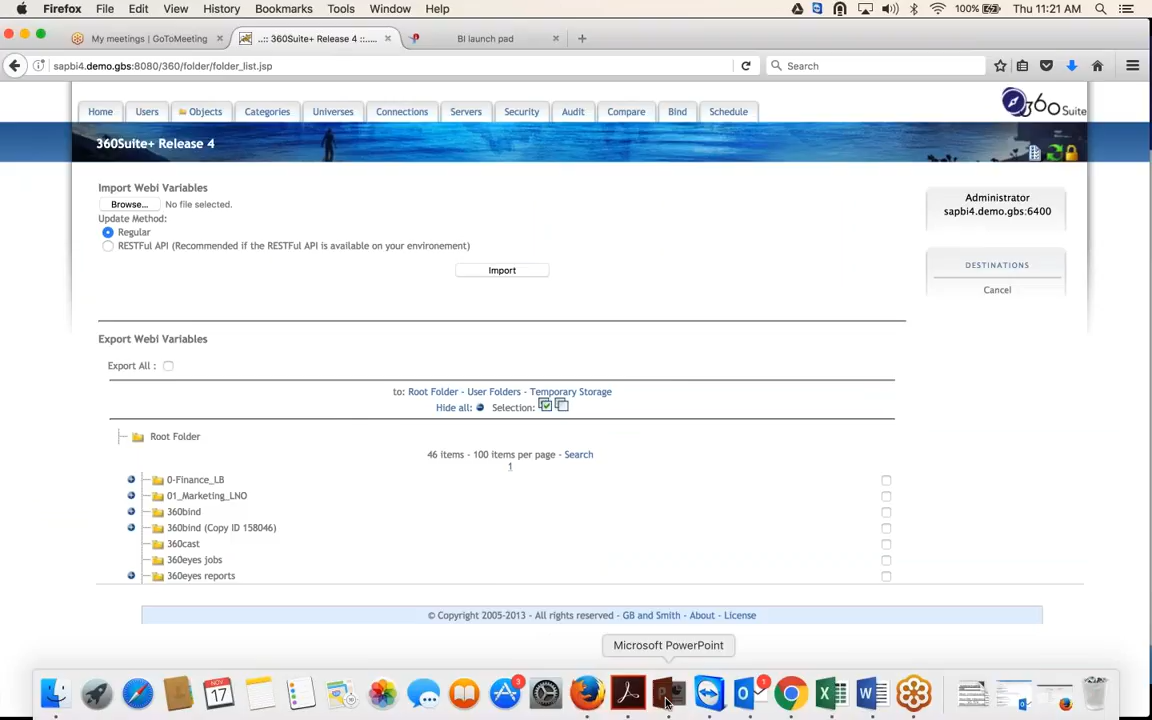 Firefox File Edit View History Bookmarks Tools Window Help 100% Thu 11:21 AM
My meetings | GoToMeeting ..:: 360Suite+ Release 4 ::..... BI launch pad
sapbi4.demo.gbs:8080/360/folder/folder_list.jsp Search
Home Users Objects Categories Universes Connections Servers Security Audit Compare Bind Schedule 360Suite
360Suite+ Release 4
Import Webi Variables
Browse... No file selected.
Update Method:
Regular
RESTFul API (Recommended if the RESTFul API is available on your environement)
Import
Administrator
sapbi4.demo.gbs:6400
DESTINATIONS
Cancel
Export Webi Variables
Export All :
to: Root Folder - User Folders - Temporary Storage
Hide all: Selection:
Root Folder
46 items - 100 items per page - Search
1
0-Finance_LB
01_Marketing_LNO
360bind
360bind (Copy ID 158046)
360cast
360eyes jobs
360eyes reports
© Copyright 2005-2013 - All rights reserved - GB and Smith - About - License
Microsoft PowerPoint
NOV
17
3
1